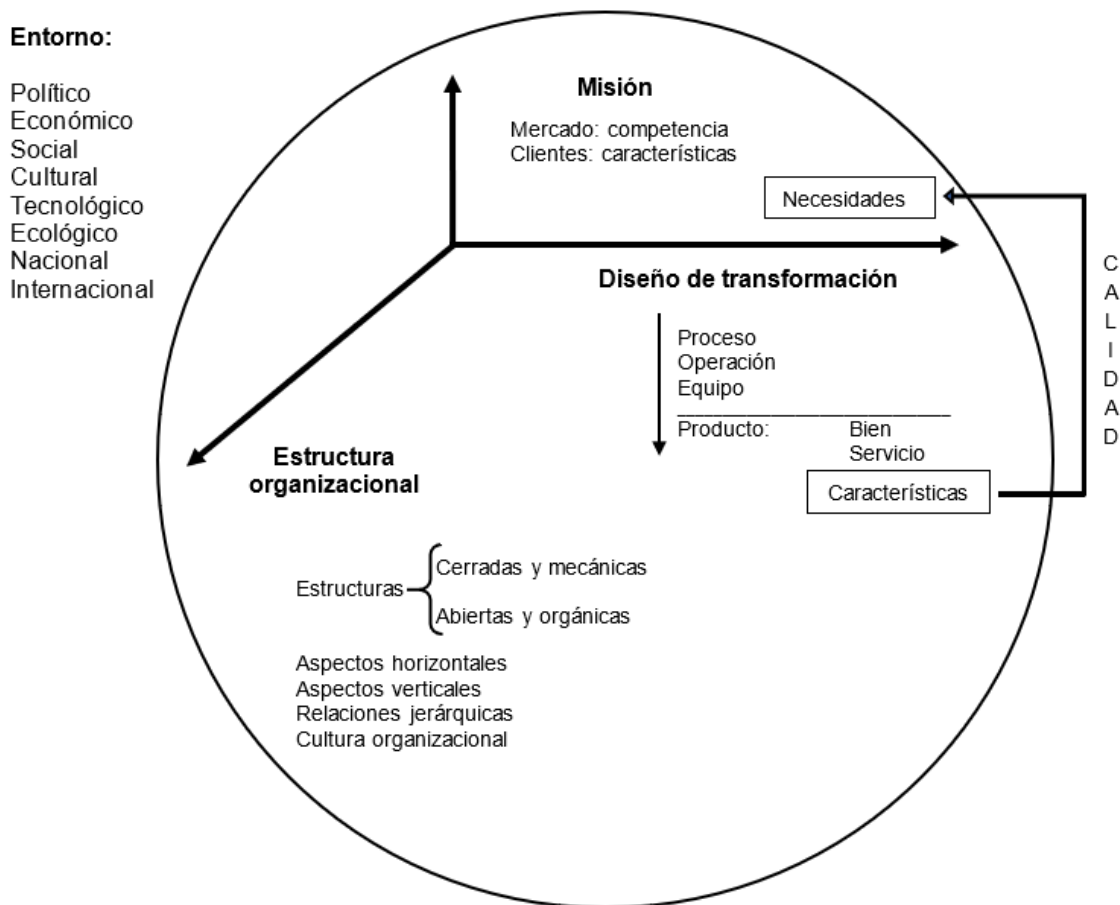 Entorno:
Político
Económico
Social
Cultural
Tecnológico
Ecológico
Nacional
Internacional
Misión
Mercado: competencia
Clientes: características
Necesidades
Diseño de transformación
Proceso
Operación
Equipo
Producto: Bien
Servicio
Características
CALIDAD
Estructura
organizacional
Estructuras
Cerradas y mecánicas
Abiertas y orgánicas
Aspectos horizontales
Aspectos verticales
Relaciones jerárquicas
Cultura organizacional